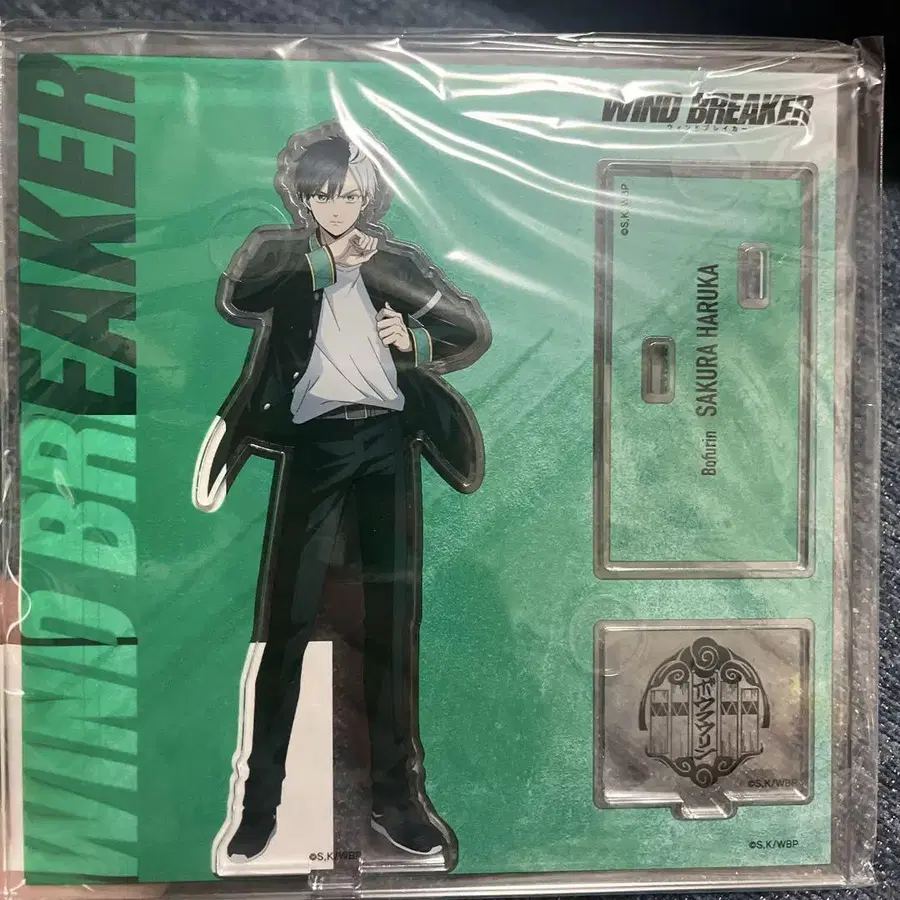 WIND BREAKER
WIND BREAKER
ウィンドブレイカー
©S,K/WBP
Bofurin SAKURA HARUKA
©S,K/WBP
©S,K/WBP
©S,K/WBP